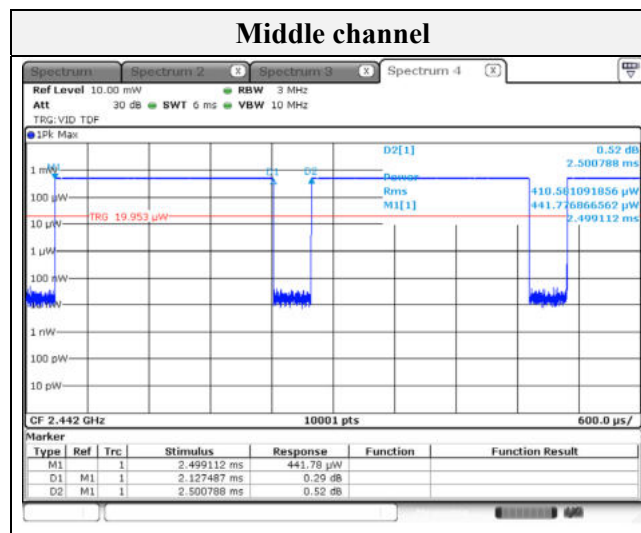 Middle channel
Spectrum Spectrum 2 X Spectrum 3 X Spectrum 4 X
Ref Level 10.00 mW RBW 3 MHz
Att 30 dB SWT 6 ms VBW 10 MHz
TRG: VID TDF
1Pk Max
D2[1] 0.52 dB
2.500788 ms
1 mW M1 D1 D2 Power
Rms 410.581091856 µW
100 µW M1[1] 441.776866562 µW
TRG 19.953 µW 2.499112 ms
10 µW
1 µW
100 nW
1 nW
100 pW
10 pW
CF 2.442 GHz 10001 pts 600.0 µs/
Marker
Type Ref Trc Stimulus Response Function Function Result
M1 1 2.499112 ms 441.78 µW
D1 M1 1 2.127487 ms 0.29 dB
D2 M1 1 2.500788 ms 0.52 dB